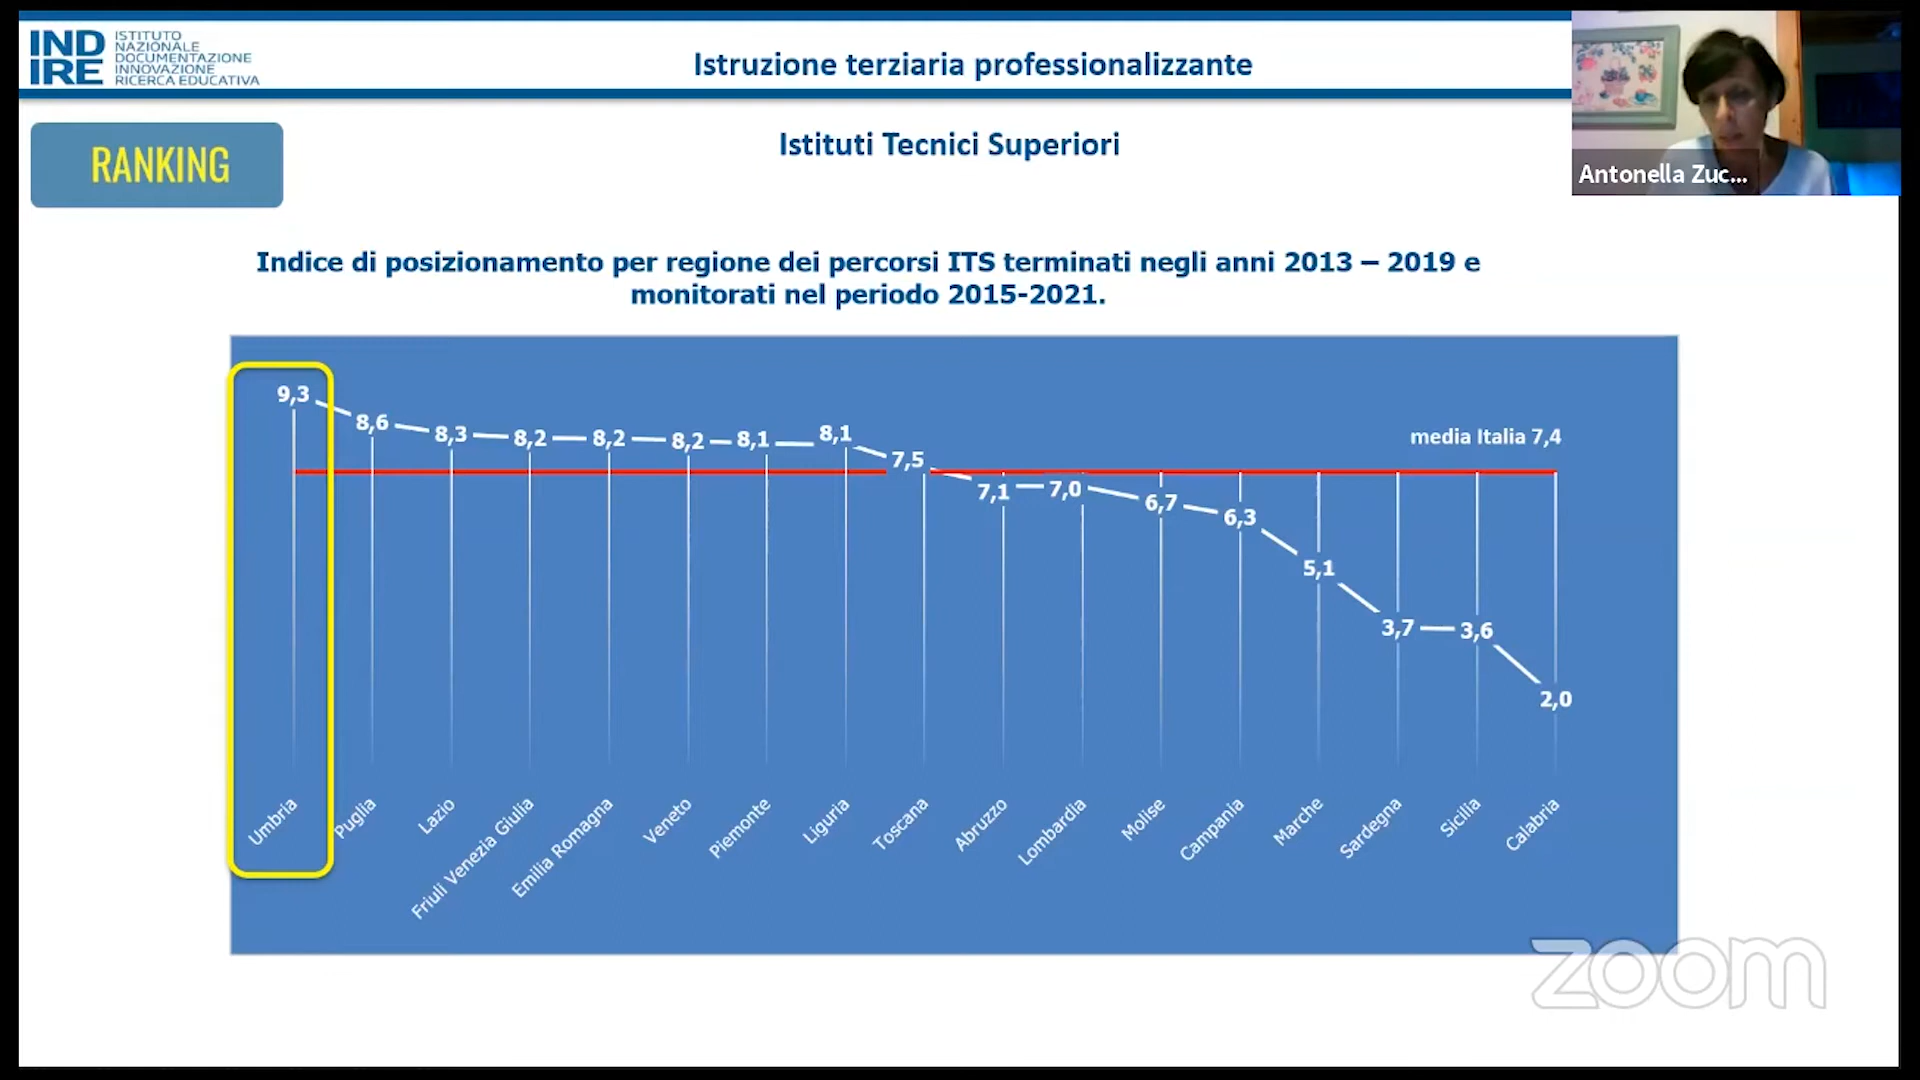 IND
IRE
ISTITUTO
NAZIONALE
DOCUMENTAZIONE
INNOVAZIONE
RICERCA EDUCATIVA
Istruzione terziaria professionalizzante
Antonella Zuc...
RANKING
Istituti Tecnici Superiori
Indice di posizionamento per regione dei percorsi ITS terminati negli anni 2013 – 2019 e
monitorati nel periodo 2015-2021.
media Italia 7,4
9,3
8,6
8,3
8,2
8,2
8,2
8,1
8,1
7,5
7,1
7,0
6,7
6,3
5,1
3,7
3,6
2,0
Umbria
Puglia
Lazio
Friuli Venezia Giulia
Emilia Romagna
Veneto
Piemonte
Liguria
Toscana
Abruzzo
Lombardia
Molise
Campania
Marche
Sardegna
Sicilia
Calabria
zoom